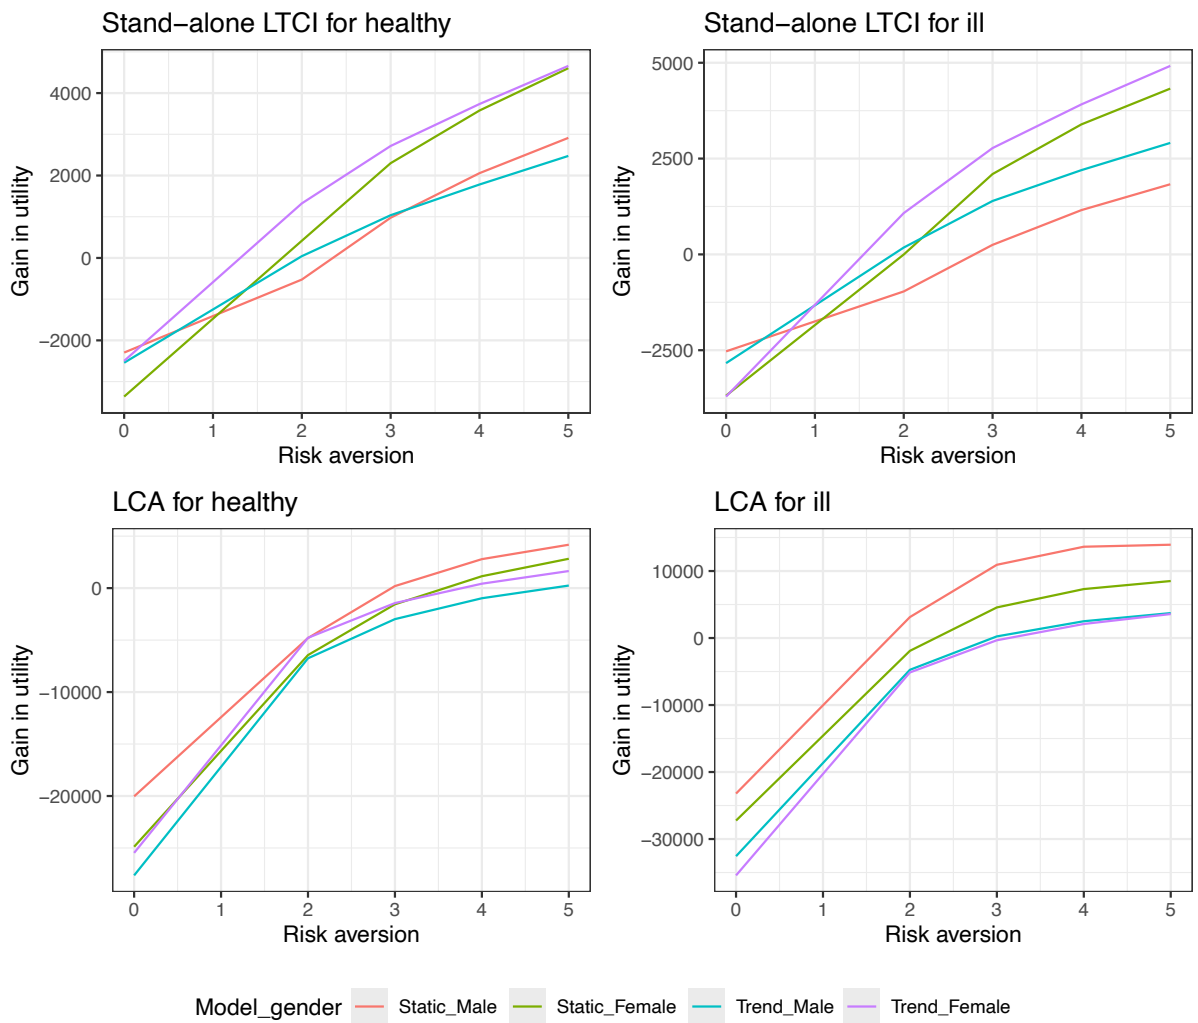 Stand−alone LTCI for healthy
Gain in utility
4000
2000
0
−2000
0 1 2 3 4 5
Risk aversion
Stand−alone LTCI for ill
Gain in utility
5000
2500
0
−2500
0 1 2 3 4 5
Risk aversion
LCA for healthy
Gain in utility
0
−10000
−20000
0 1 2 3 4 5
Risk aversion
LCA for ill
Gain in utility
10000
0
−10000
−20000
−30000
0 1 2 3 4 5
Risk aversion
Model_gender Static_Male Static_Female Trend_Male Trend_Female